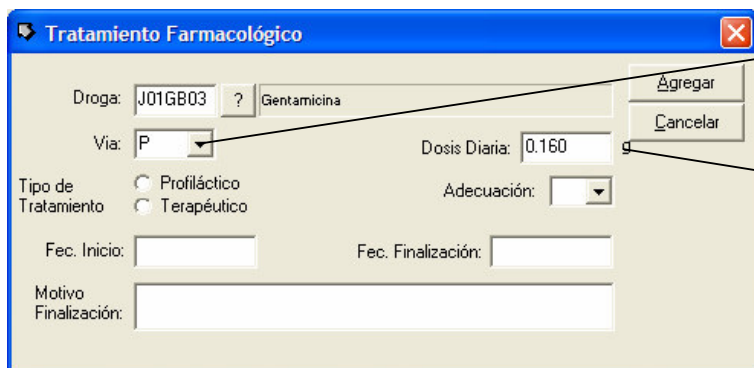 Tratamiento Farmacológico
Droga: J01GB03 ? Gentamicina Agregar
Via: P Dosis Diaria: 0.160 g Cancelar
Tipo de Tratamiento Profiláctico Adecuación:
Terapéutico
Fec. Inicio: Fec. Finalización:
Motivo
Finalización: